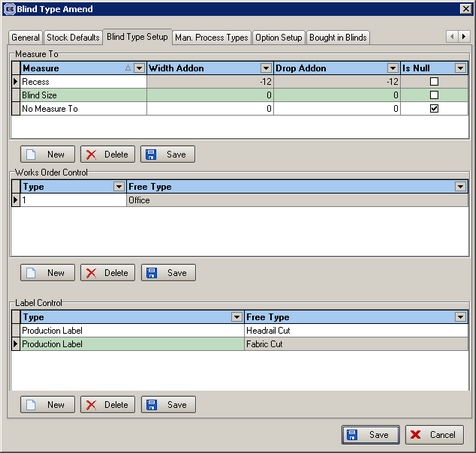 Blind Type Amend
General Stock Defaults Blind Type Setup Man. Process Types Option Setup Bought in Blinds
Measure To
Measure Width Addon Drop Addon Is Null
Recess -12 -12
Blind Size 0 0
No Measure To 0 0
New Delete Save
Works Order Control
Type Free Type
1 Office
New Delete Save
Label Control
Type Free Type
Production Label Headrail Cut
Production Label Fabric Cut
New Delete Save
Save Cancel